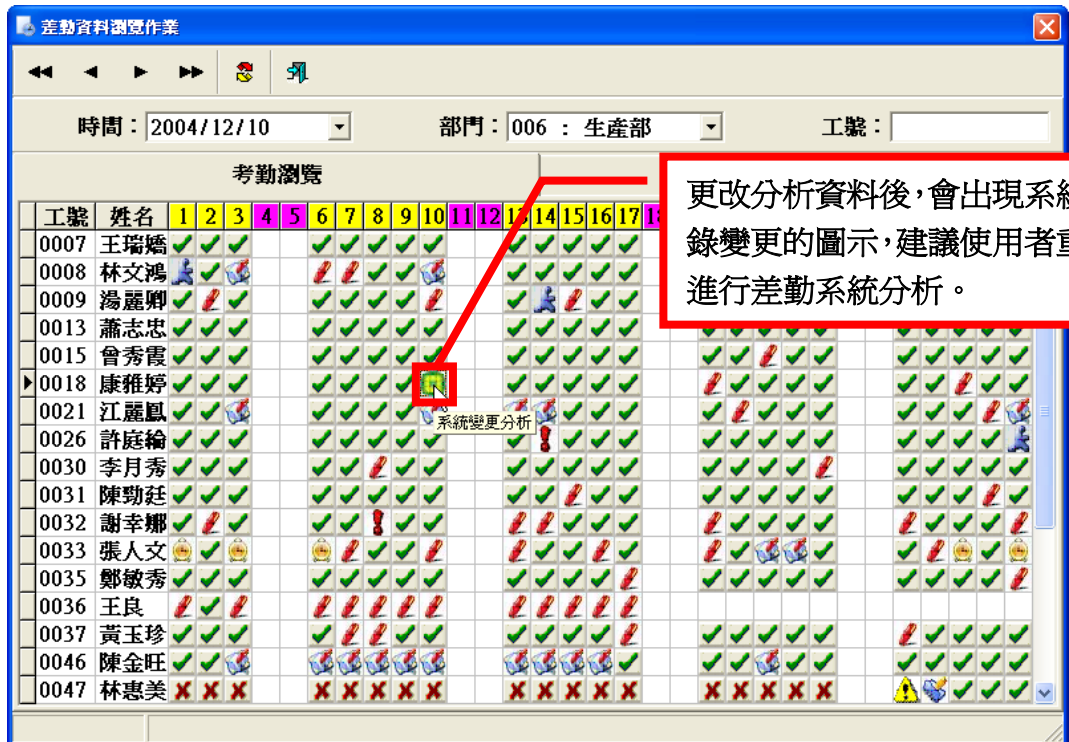 差勤資料瀏覽作業
時間：2004/12/10 部門：006 : 生產部 工號：
考勤瀏覽
更改分析資料後，會出現系統
錄變更的圖示，建議使用者重
進行差勤系統分析。
工號 姓名 1 2 3 4 5 6 7 8 9 10 11 12 13 14 15 16 17 18
0007 王瑞嬌
0008 林文鴻
0009 湯麗卿
0013 蕭志忠
0015 曾秀霞
0018 康雅婷
0021 江麗鳳
系統變更分析
0026 許庭綸
0030 李月秀
0031 陳勁廷
0032 謝幸娜
0033 張人文
0035 鄭敏秀
0036 王良
0037 黃玉珍
0046 陳金旺
0047 林惠美